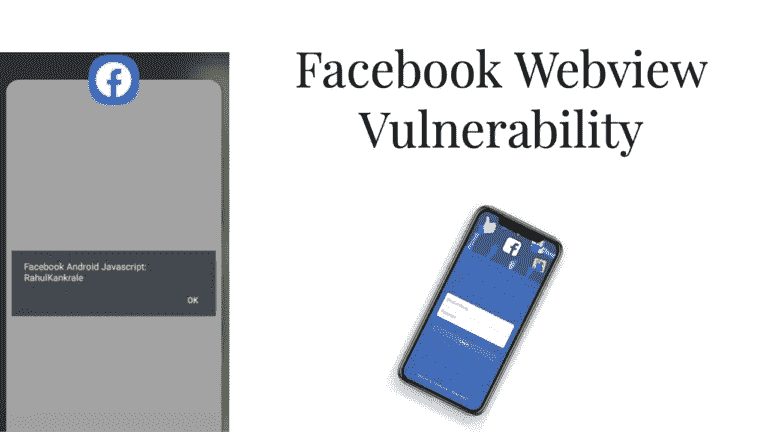 Facebook Webview
Vulnerability
Facebook Android Javascript:
RahulKankrale
OK